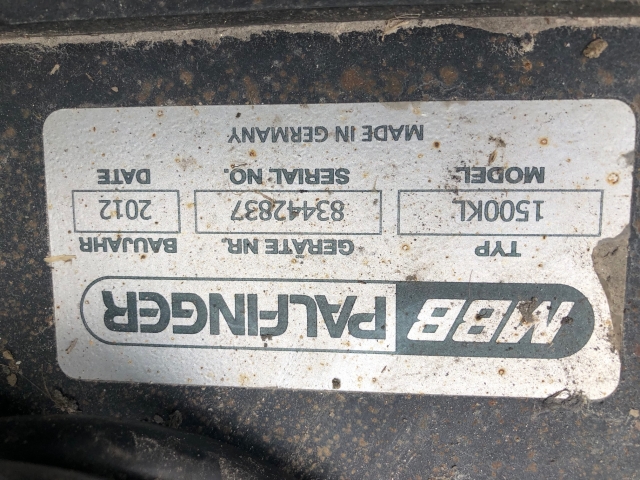 MBB PALFINGER
TYP GERÄTE NR. BAUJAHR
1500KL 83442837 2012
MODEL SERIAL NO. DATE
MADE IN GERMANY